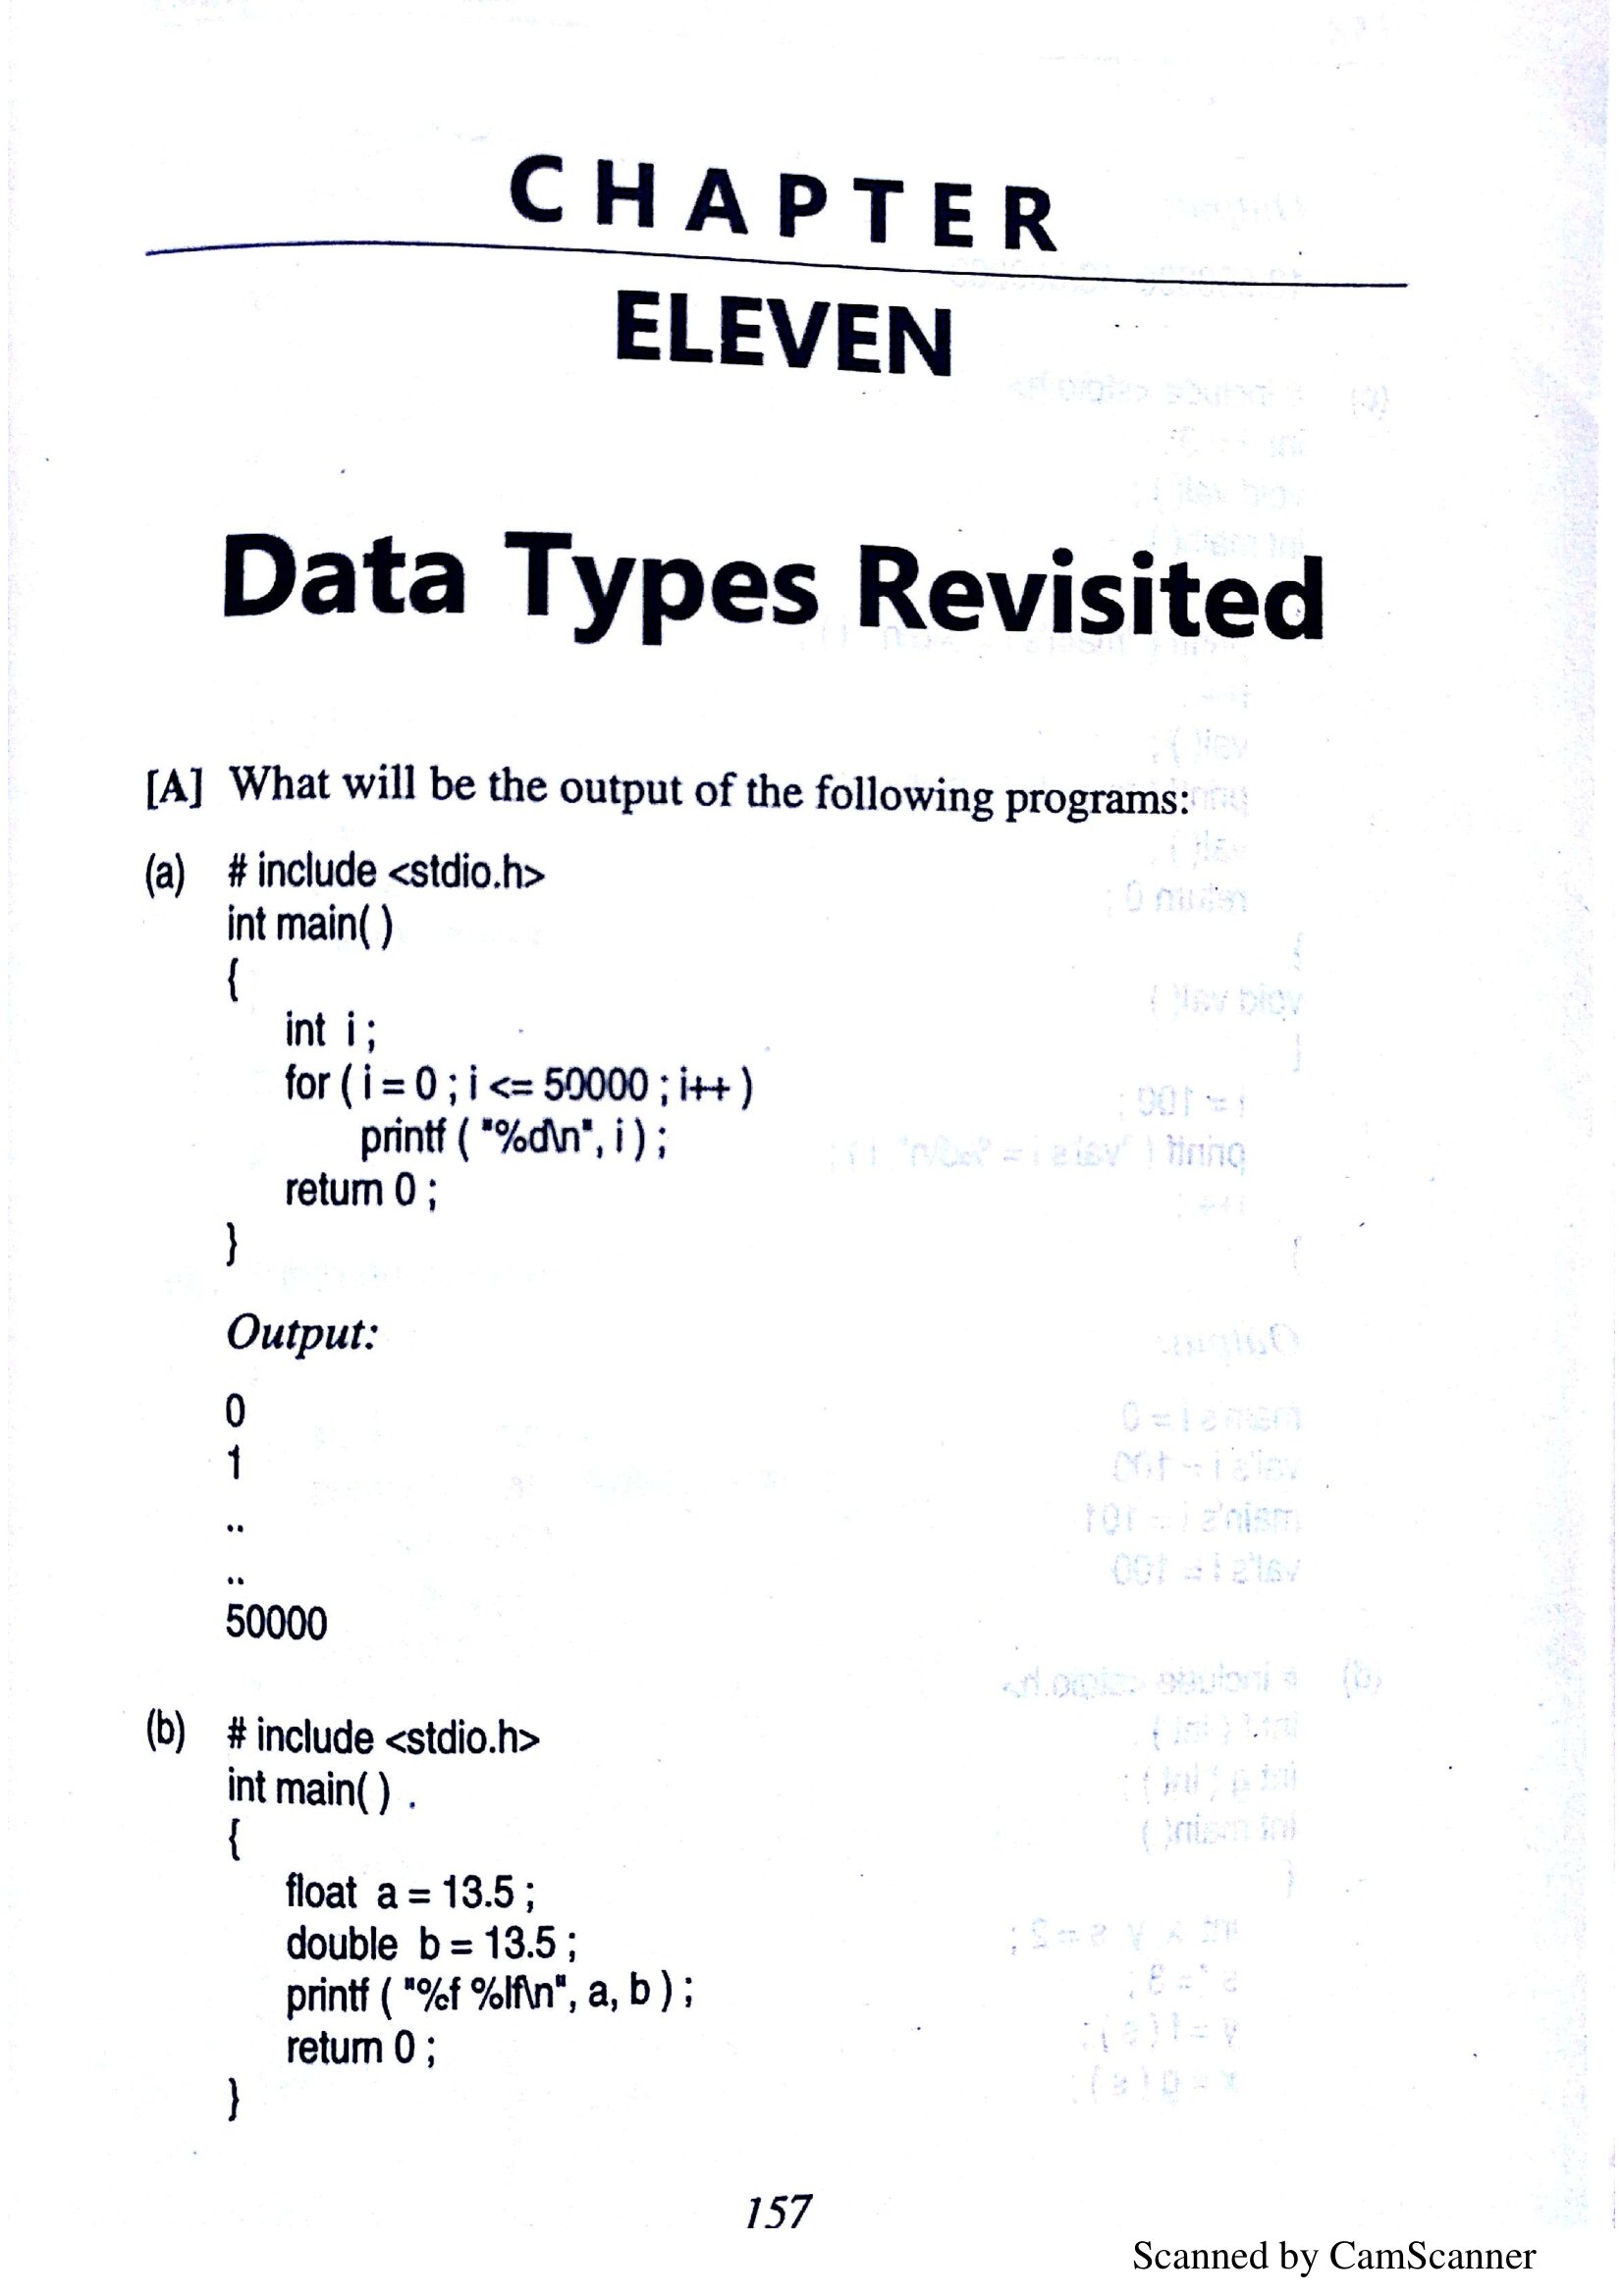 CHAPTER
ELEVEN
Data Types Revisited
[A] What will be the output of the following programs:
(a) # include <stdio.h>
int main( )
{
int i ;
for ( i = 0 ; i <= 50000 ; i++ )
printf ( "%d\n", i ) ;
return 0 ;
}
Output:
0
1
..
..
50000
(b) # include <stdio.h>
int main( ) .
{
float a = 13.5 ;
double b = 13.5 ;
printf ( "%f %lf\n", a, b ) ;
return 0 ;
}
157
Scanned by CamScanner